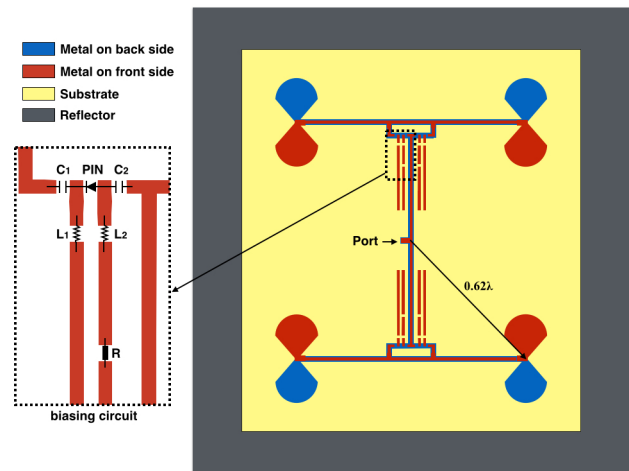 Metal on back side
Metal on front side
Substrate
Reflector
C1 PIN C2
L1 L2
R
biasing circuit
Port
0.62λ